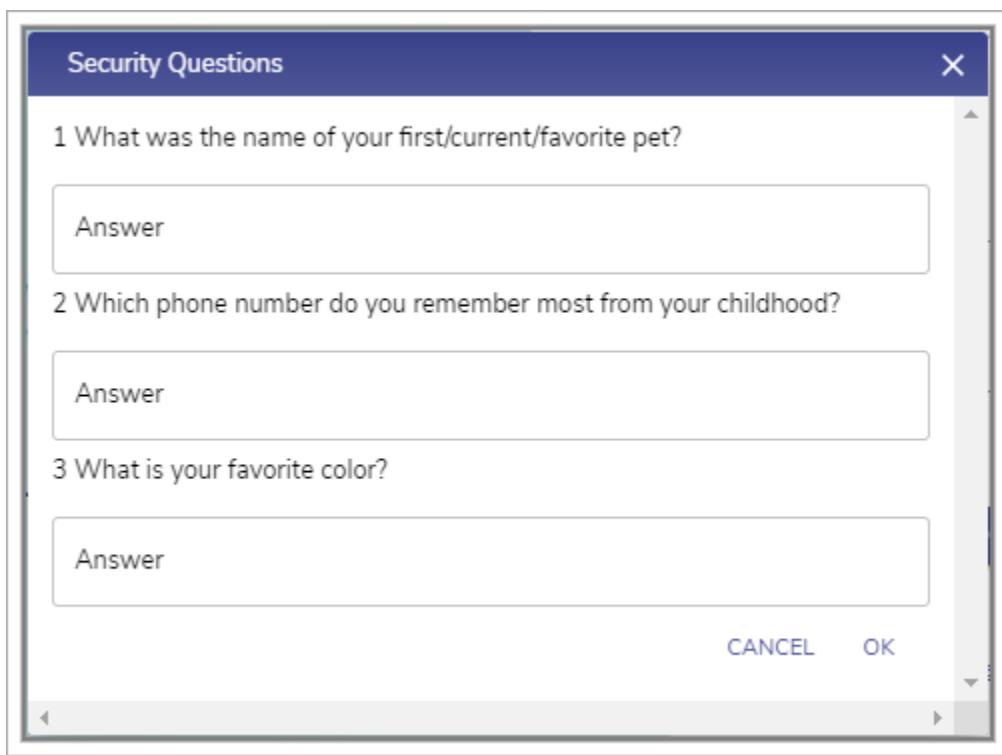 Security Questions
1 What was the name of your first/current/favorite pet?
Answer
2 Which phone number do you remember most from your childhood?
Answer
3 What is your favorite color?
Answer
CANCEL OK